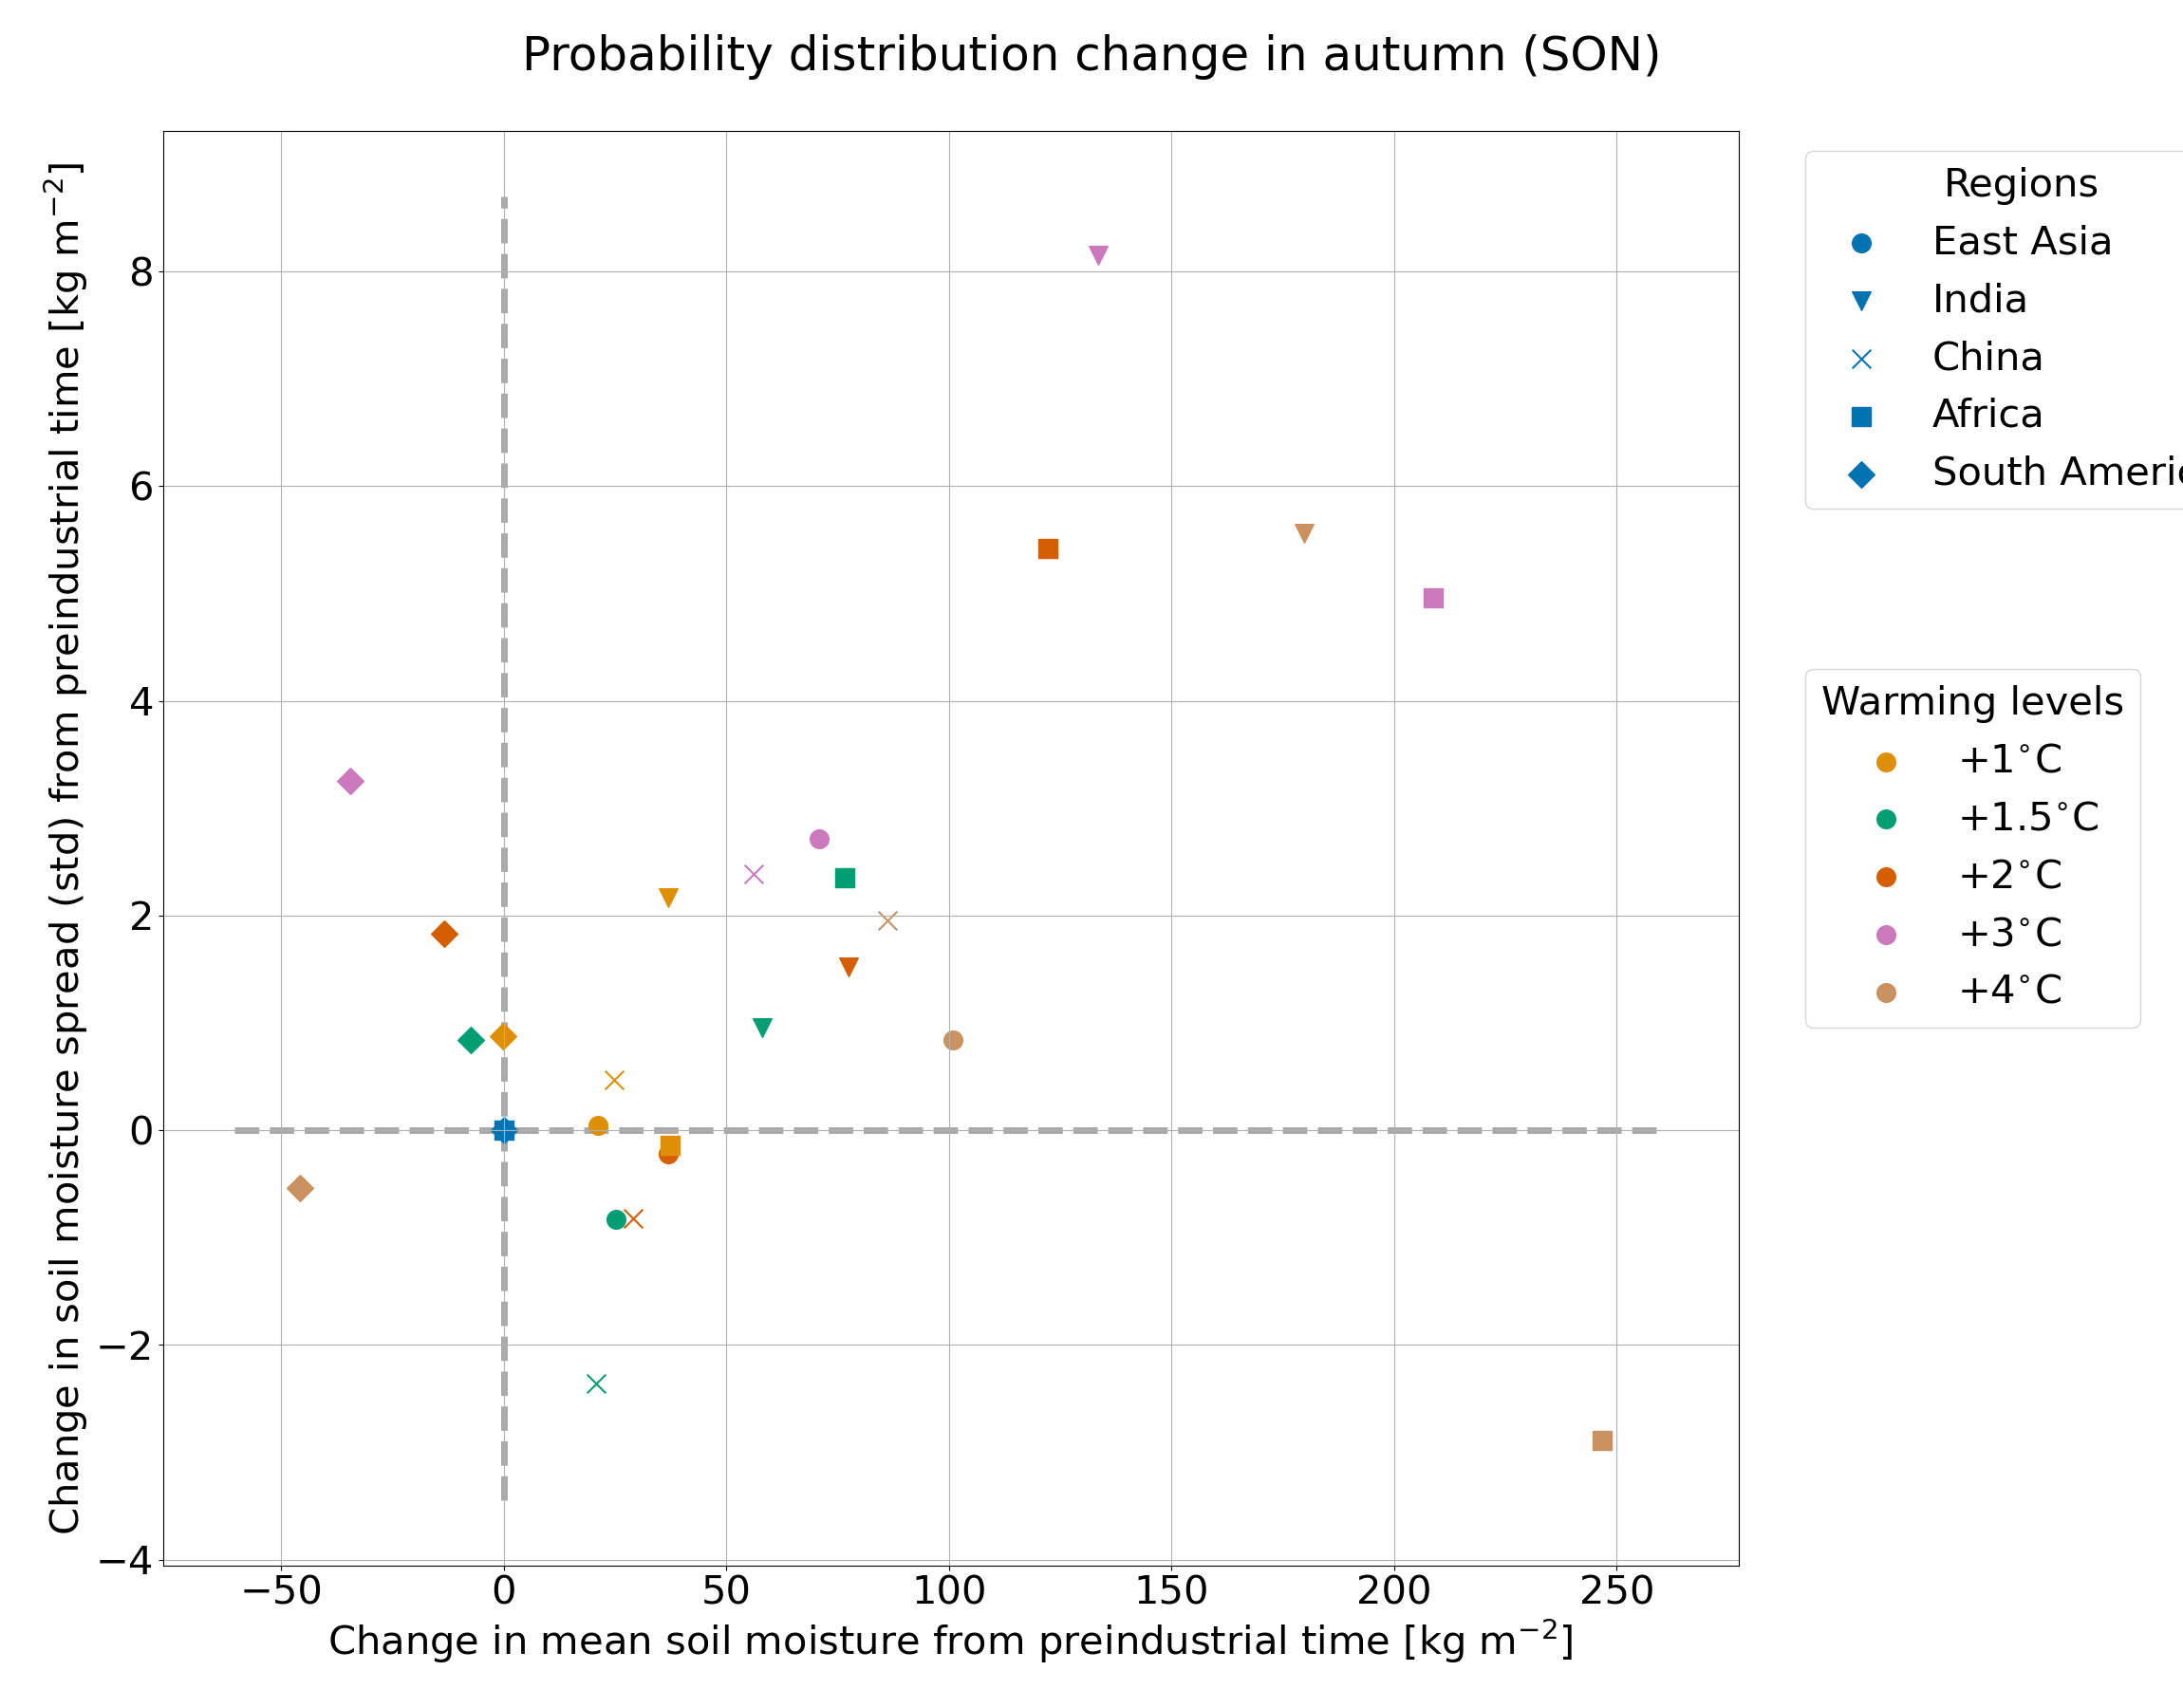 Probability distribution change in autumn (SON)
Change in soil moisture spread (std) from preindustrial time [kg m⁻²]
8
6
4
2
0
−2
−4
−50 0 50 100 150 200 250
Change in mean soil moisture from preindustrial time [kg m⁻²]
Regions
East Asia
India
China
Africa
South Americ
Warming levels
+1°C
+1.5°C
+2°C
+3°C
+4°C